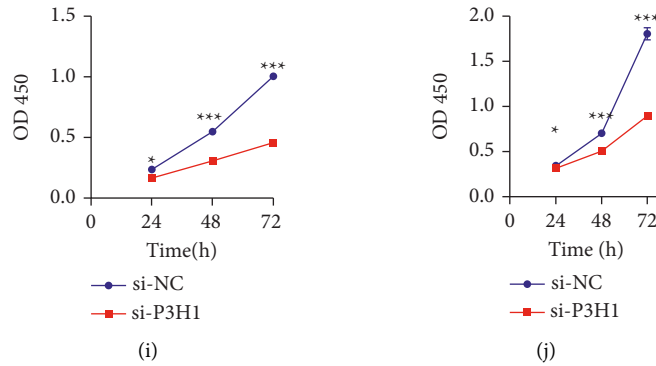 1.5
1.0
0.5
0.0
OD 450
*
***
***
0 24 48 72
Time(h)
si-NC
si-P3H1
(i)
2.0
1.5
1.0
0.5
0.0
OD 450
*
***
***
0 24 48 72
Time (h)
si-NC
si-P3H1
(j)